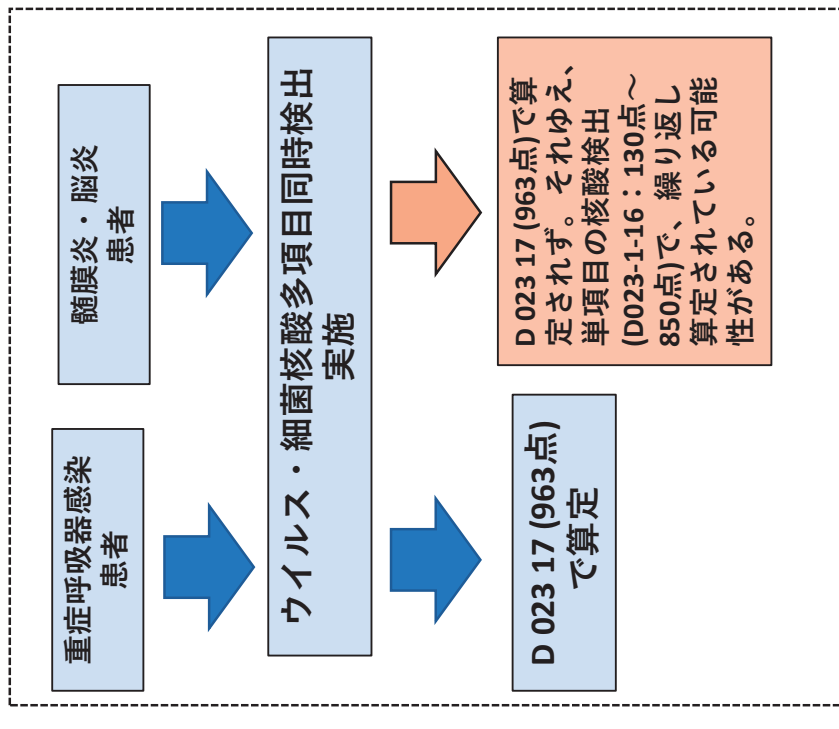 重症呼吸器感染
患者
髄膜炎・脳炎
患者
ウイルス・細菌核酸多項目同時検出
実施
D 023 17 (963点)
で算定
D 023 17 (963点)で算
定されず。それゆえ、
単項目の核酸検出
(D023-1-16：130点～
850点)で、繰り返し
算定されている可能
性がある。